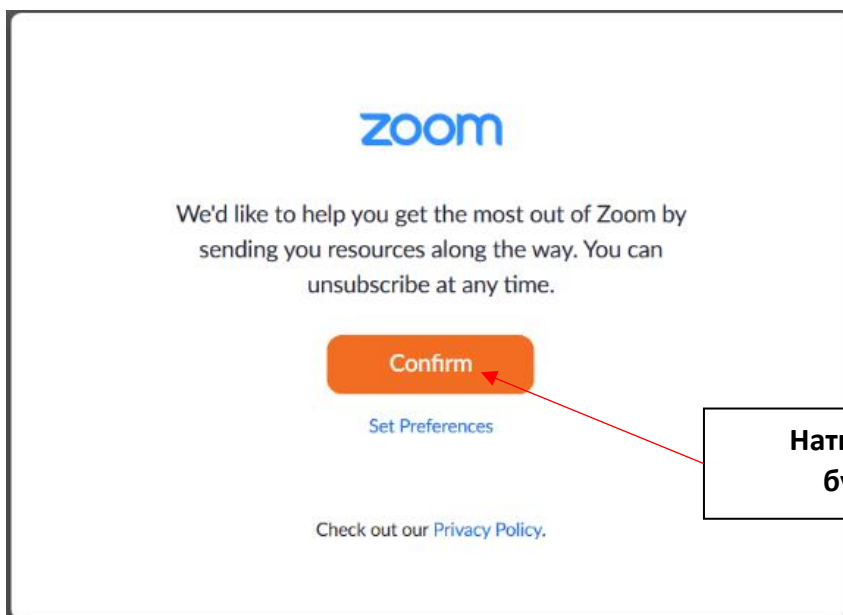 zoom
We'd like to help you get the most out of Zoom by
sending you resources along the way. You can
unsubscribe at any time.
Confirm
Set Preferences
Check out our Privacy Policy.